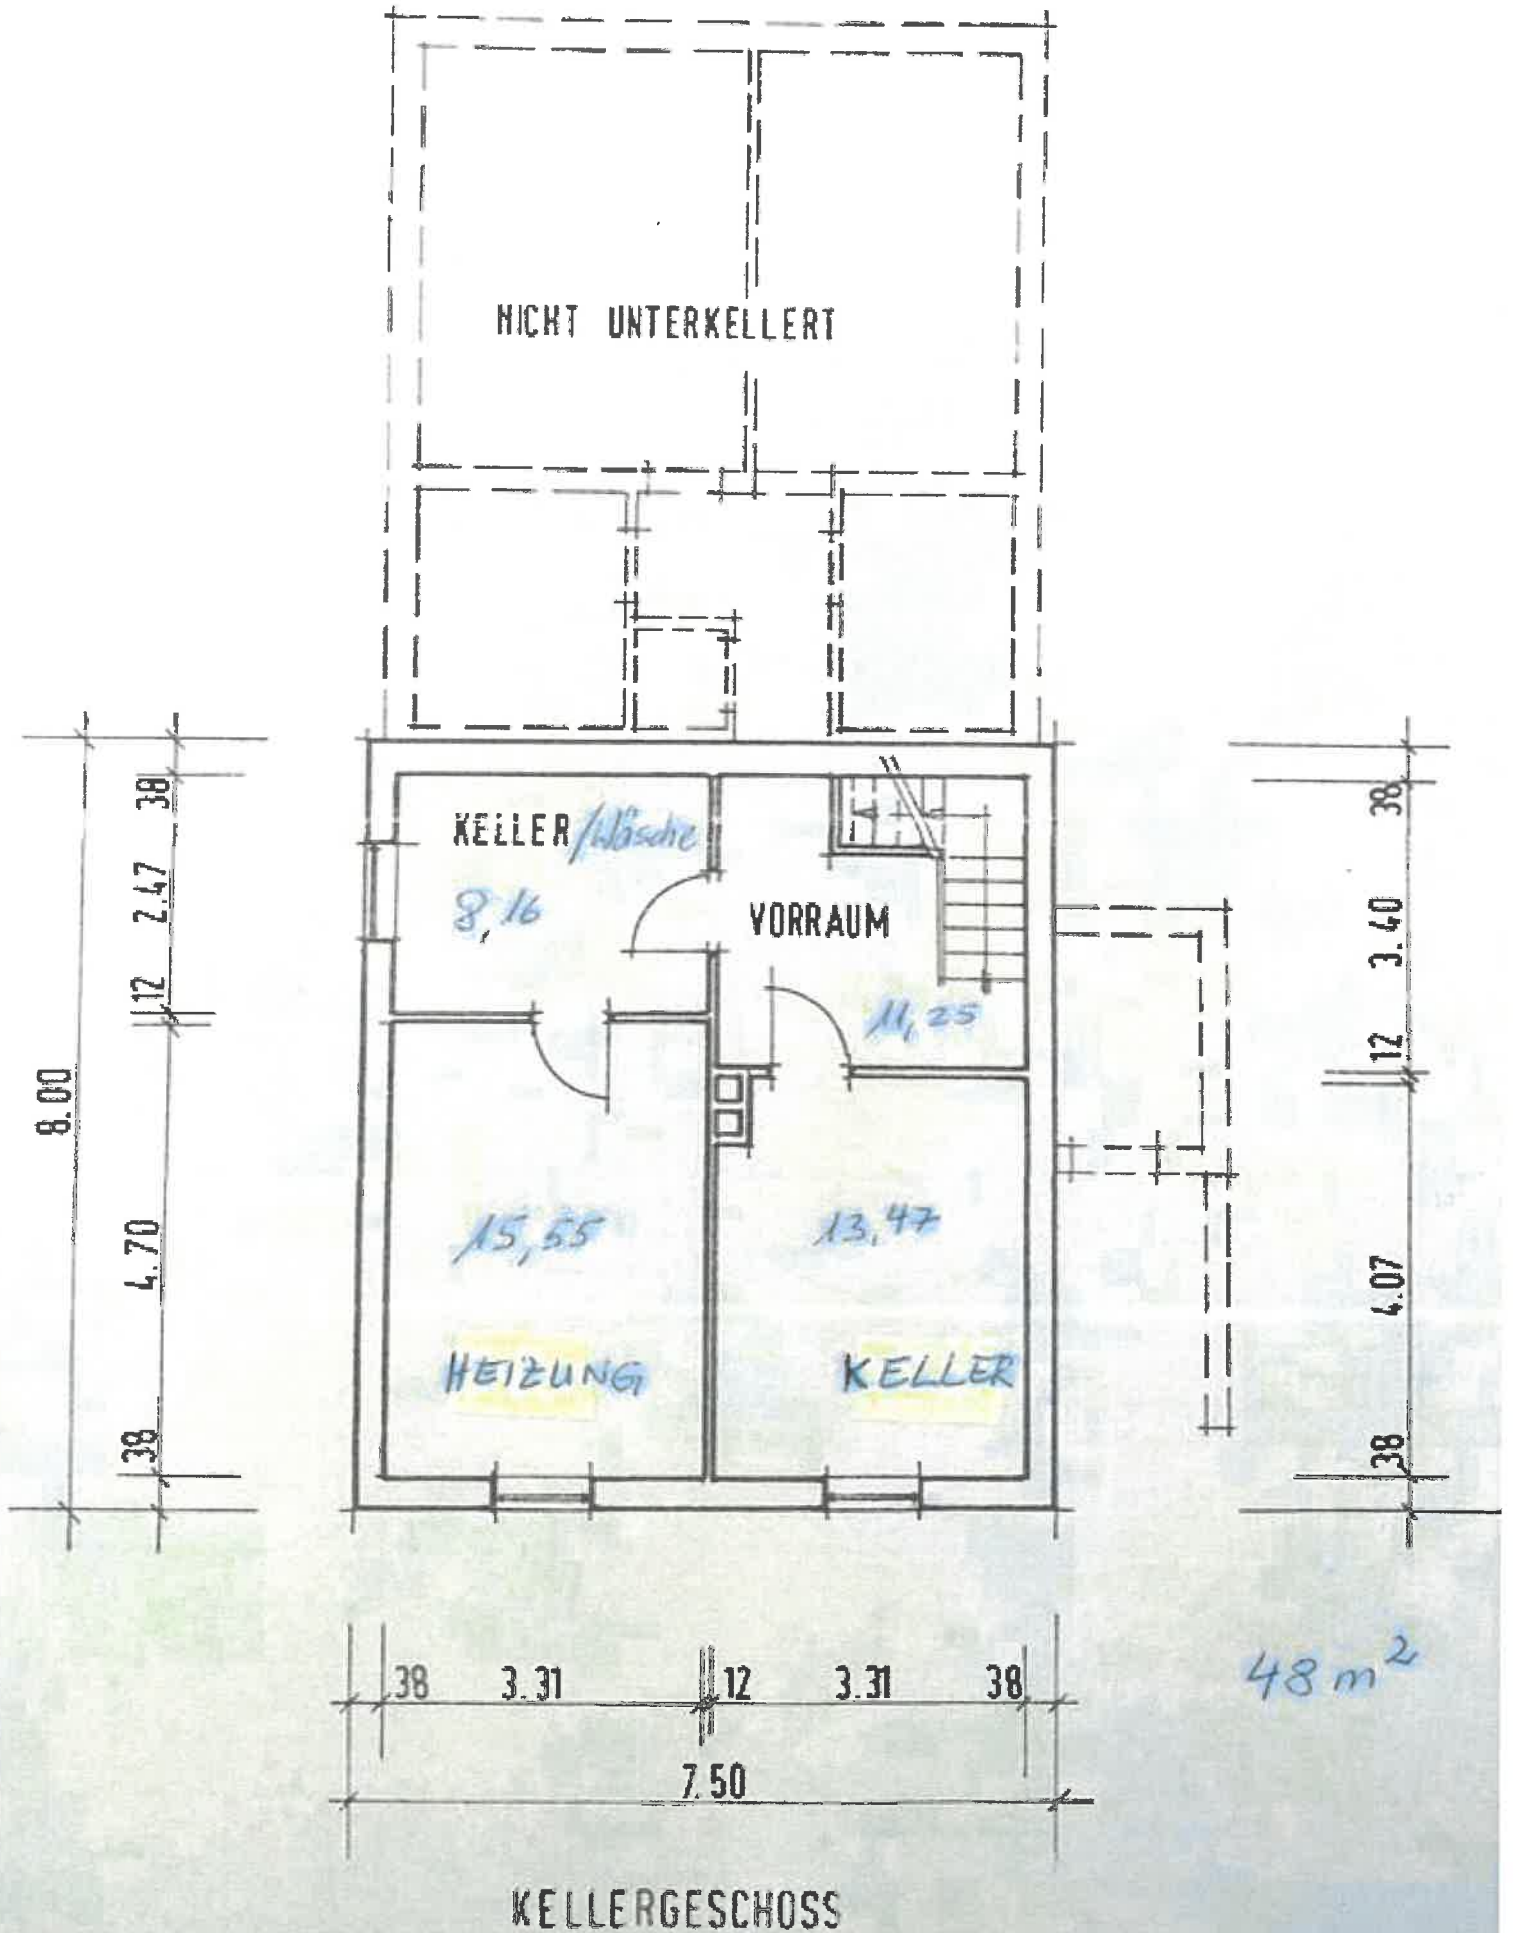 NICHT UNTERKELLERT
KELLER/Wäsche
8,16
VORRAUM
11,25
15,55
13,47
HEIZUNG
KELLER
8.00
38
2.47
12
4.70
38
38
3.40
12
4.07
38
38 3.31 12 3.31 38
7.50
48 m²
KELLERGESCHOSS